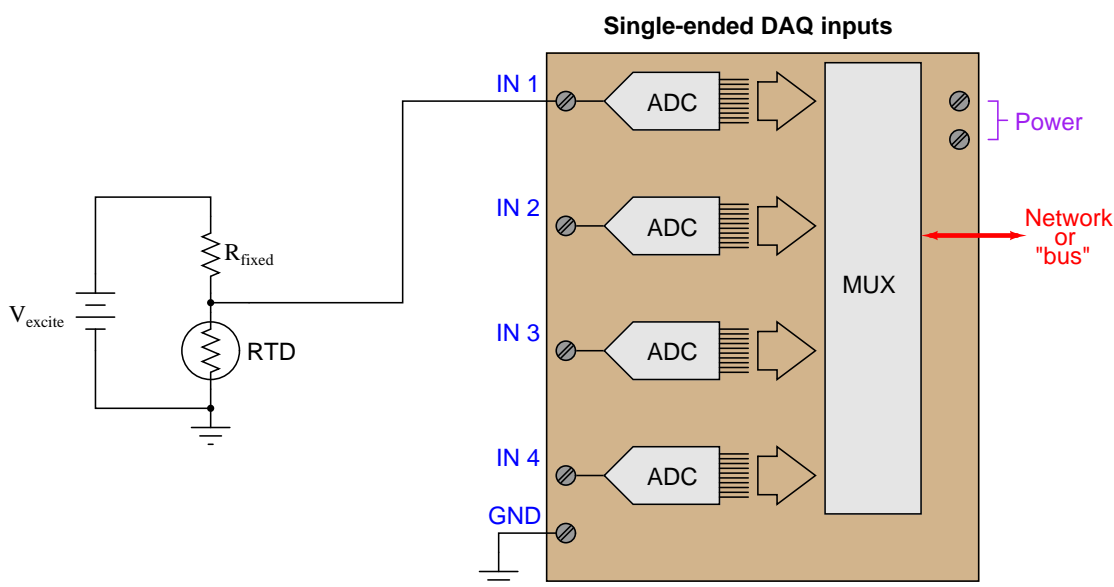 Single-ended DAQ inputs
IN 1
ADC
Power
IN 2
ADC
Network
or
"bus"
R_fixed
MUX
V_excite
IN 3
ADC
RTD
IN 4
ADC
GND